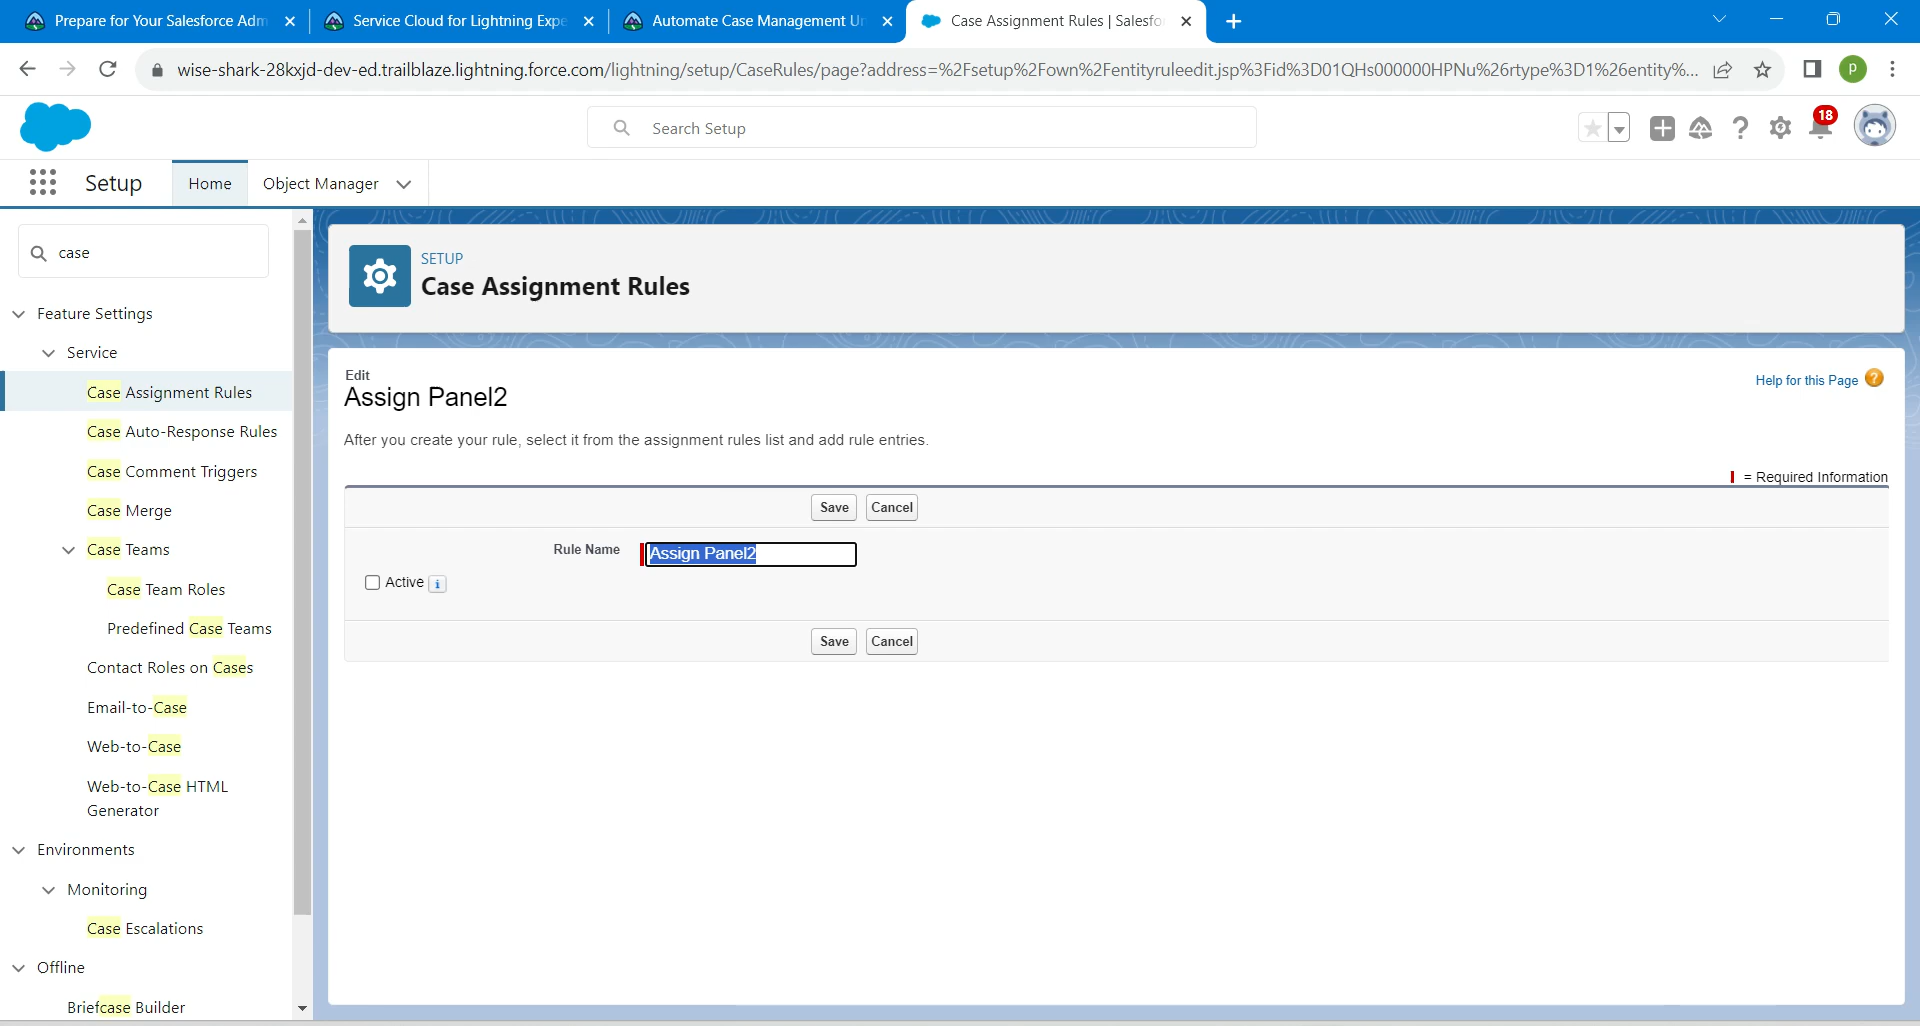 Prepare for Your Salesforce Adm
Service Cloud for Lightning Expe
Automate Case Management U
Case Assignment Rules | Salesfo
wise-shark-28kxjd-dev-ed.trailblaze.lightning.force.com/lightning/setup/CaseRules/page?address=%2Fsetup%2Fown%2Fentityruleedit.jsp%3Fid%3D01QHs000000HPNu%26rtype%3D1%26entity%...
P
Search Setup
18
Setup
Home
Object Manager
case
Feature Settings
Service
Case Assignment Rules
Case Auto-Response Rules
Case Comment Triggers
Case Merge
Case Teams
Case Team Roles
Predefined Case Teams
Contact Roles on Cases
Email-to-Case
Web-to-Case
Web-to-Case HTML
Generator
Environments
Monitoring
Case Escalations
Offline
Briefcase Builder
SETUP
Case Assignment Rules
Edit
Assign Panel2
Help for this Page ?
After you create your rule, select it from the assignment rules list and add rule entries.
= Required Information
Save Cancel
Rule Name Assign Panel2
Active i
Save Cancel